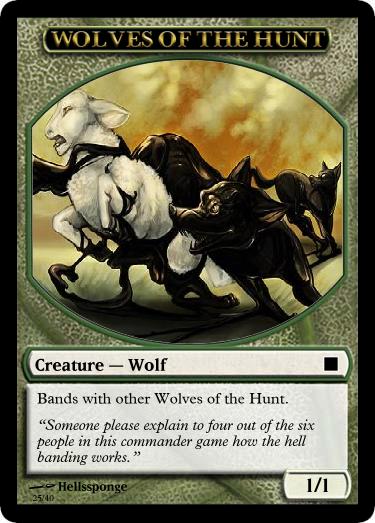 WOLVES OF THE HUNT
Creature — Wolf
Bands with other Wolves of the Hunt.
“Someone please explain to four out of the six
people in this commander game how the hell
banding works.”
Hellssponge
25/40
1/1